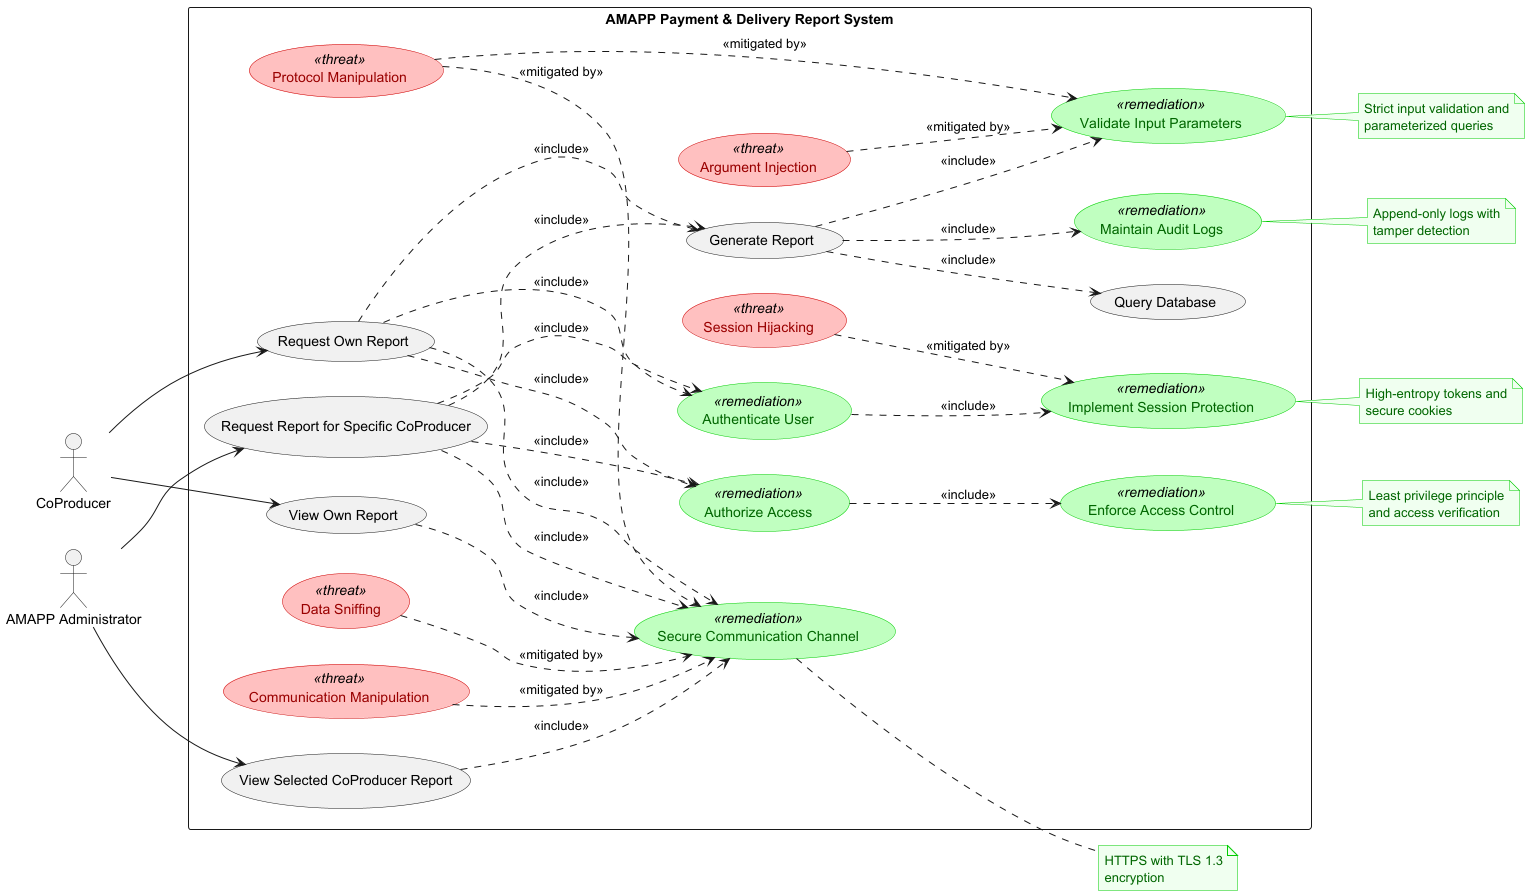 AMAPP Payment & Delivery Report System
«threat»
Protocol Manipulation
«mitigated by»
«mitigated by»
«remediation»
Validate Input Parameters
Strict input validation and
parameterized queries
«threat»
Argument Injection
«mitigated by»
«include»
«include»
«include»
Generate Report
«include»
«include»
«remediation»
Maintain Audit Logs
Append-only logs with
tamper detection
Query Database
«include»
«threat»
Session Hijacking
«mitigated by»
Request Own Report
«include»
«include»
«remediation»
Authenticate User
«include»
«remediation»
Implement Session Protection
High-entropy tokens and
secure cookies
Request Report for Specific CoProducer
«include»
«include»
CoProducer
View Own Report
«remediation»
Authorize Access
«include»
«remediation»
Enforce Access Control
Least privilege principle
and access verification
«include»
AMAPP Administrator
«threat»
Data Sniffing
«include»
«remediation»
Secure Communication Channel
«mitigated by»
«threat»
Communication Manipulation
«mitigated by»
«include»
View Selected CoProducer Report
HTTPS with TLS 1.3
encryption